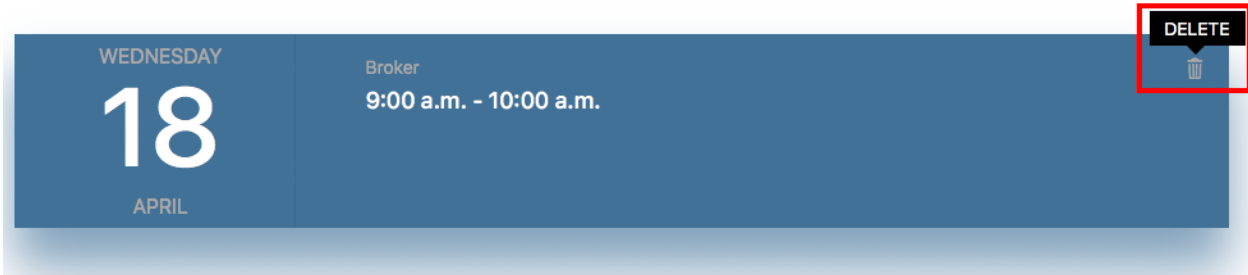 DELETE
WEDNESDAY
18
APRIL
Broker
9:00 a.m. - 10:00 a.m.